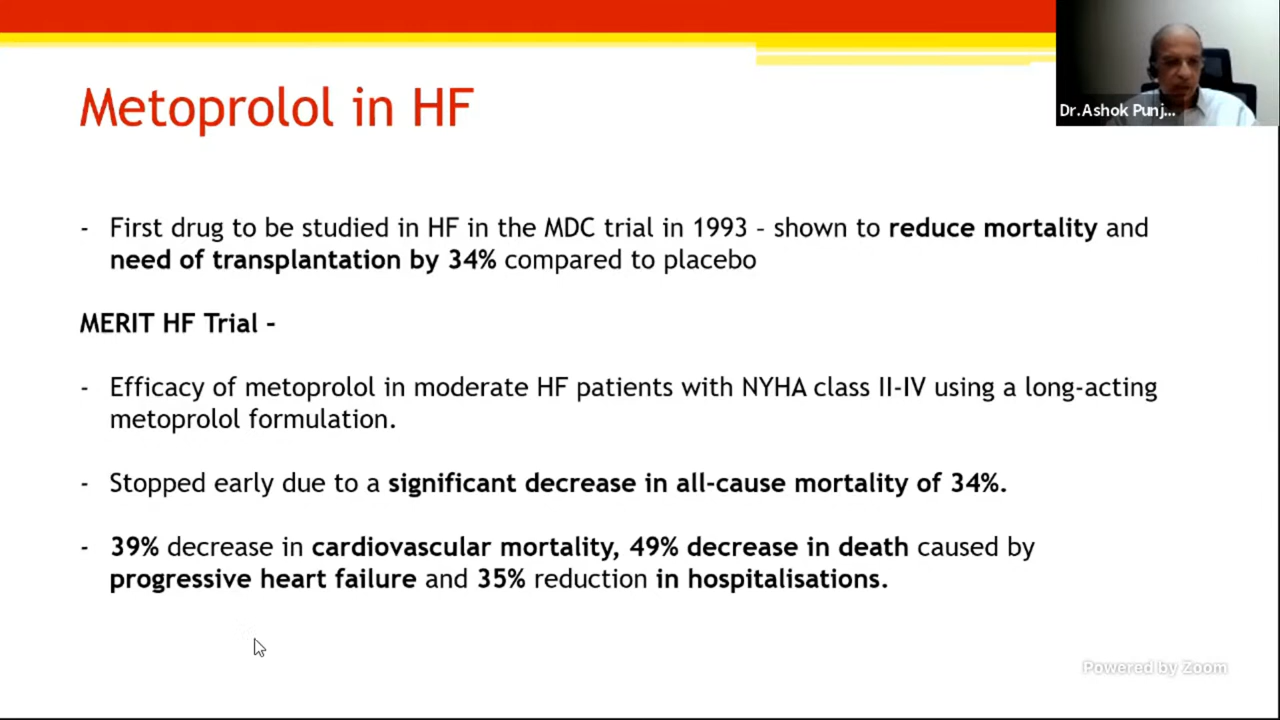 Dr.Ashok Punj...
Metoprolol in HF
- First drug to be studied in HF in the MDC trial in 1993 – shown to reduce mortality and
need of transplantation by 34% compared to placebo
MERIT HF Trial -
- Efficacy of metoprolol in moderate HF patients with NYHA class II-IV using a long-acting
metoprolol formulation.
- Stopped early due to a significant decrease in all-cause mortality of 34%.
- 39% decrease in cardiovascular mortality, 49% decrease in death caused by
progressive heart failure and 35% reduction in hospitalisations.
Powered by Zoom